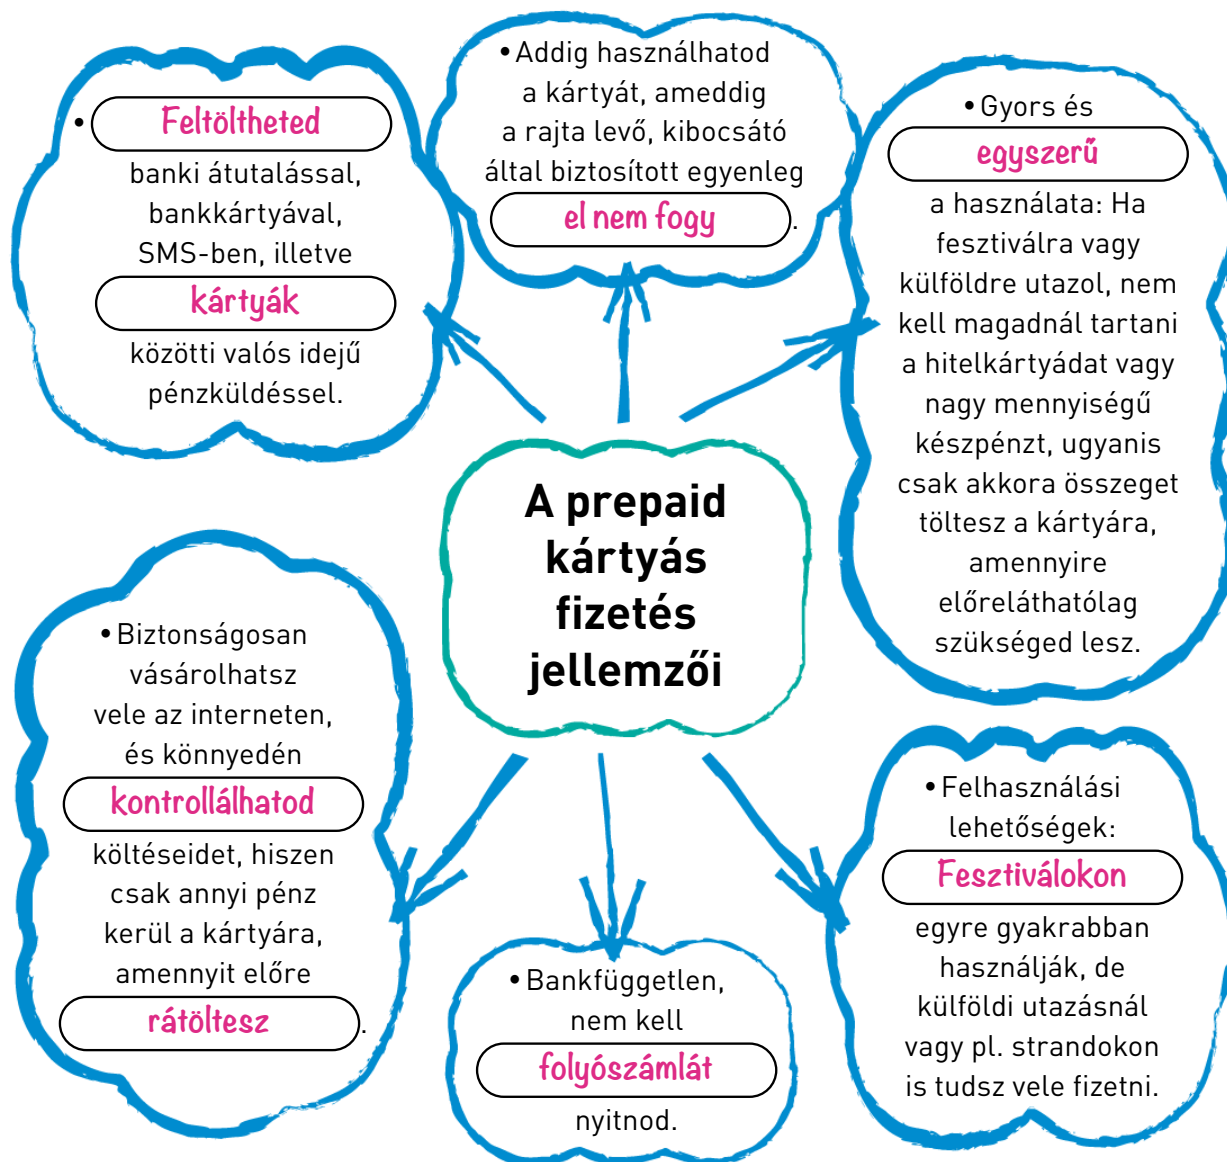 • Feltöltheted
banki átutalással,
bankkártyával,
SMS-ben, illetve
kártyák
közötti valós idejű
pénzküldéssel.
• Addig használhatod
a kártyát, ameddig
a rajta levő, kibocsátó
által biztosított egyenleg
el nem fogy.
• Gyors és
egyszerű
a használata: Ha
fesztiválra vagy
külföldre utazol, nem
kell magadnál tartani
a hitelkártyádat vagy
nagy mennyiségű
készpénzt, ugyanis
csak akkora összeget
töltesz a kártyára,
amennyire
előreláthatólag
szükséged lesz.
A prepaid
kártyás
fizetés
jellemzői
• Biztonságosan
vásárolhatsz
vele az interneten,
és könnyedén
kontrollálhatod
költéseidet, hiszen
csak annyi pénz
kerül a kártyára,
amennyit előre
rátöltesz.
• Bankfüggetlen,
nem kell
folyószámlát
nyitnod.
• Felhasználási
lehetőségek:
Fesztiválokon
egyre gyakrabban
használják, de
külföldi utazásnál
vagy pl. strandokon
is tudsz vele fizetni.